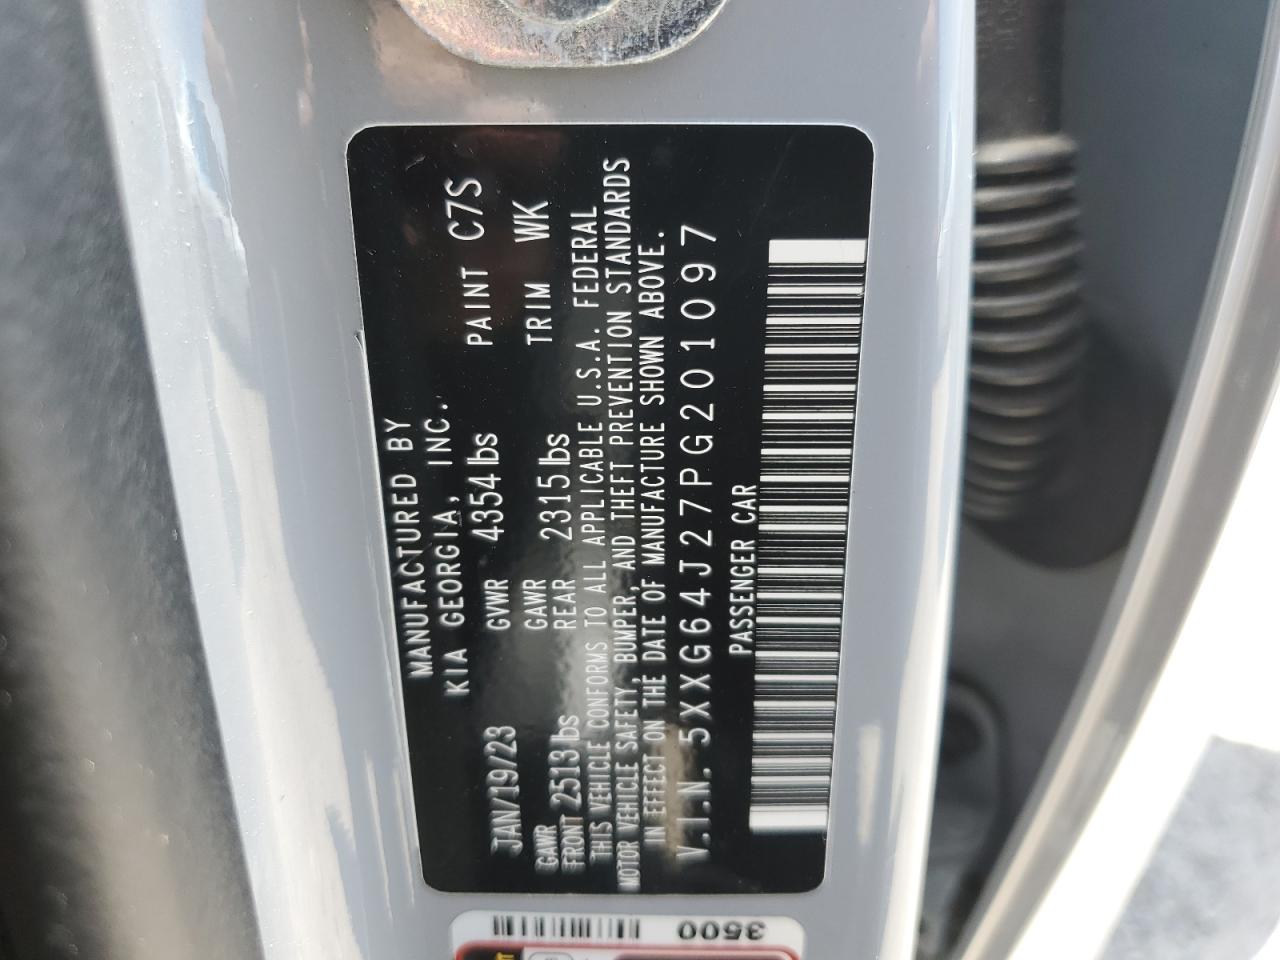 MANUFACTURED BY
KIA GEORGIA, INC.
JAN/19/23 GVWR 4354lbs PAINT C7S
GAWR FRONT 2513lbs GAWR REAR 2315lbs TRIM WK
THIS VEHICLE CONFORMS TO ALL APPLICABLE U.S.A. FEDERAL
MOTOR VEHICLE SAFETY, BUMPER, AND THEFT PREVENTION STANDARDS
IN EFFECT ON THE DATE OF MANUFACTURE SHOWN ABOVE.
V.I.N. 5XXG64J27PG201097
PASSENGER CAR
3500